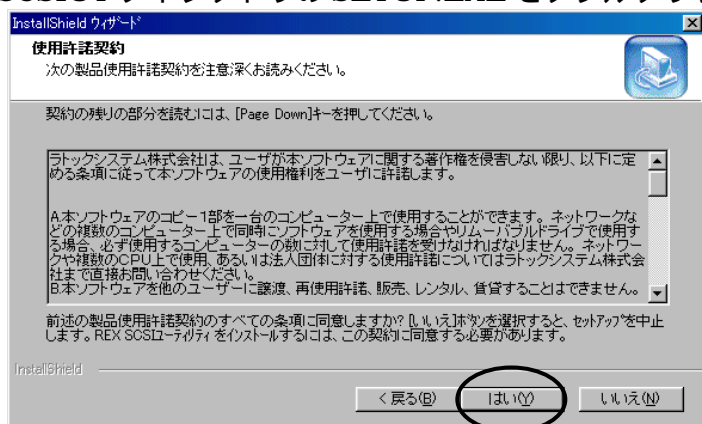 InstallShield ウィザード
使用許諾契約
次の製品使用許諾契約を注意深くお読みください。
契約の残りの部分を読むには、[Page Down]キーを押してください。
ラトックシステム株式会社は、ユーザが本ソフトウェアに関する著作権を侵害しない限り、以下に定
める条項に従って本ソフトウェアの使用権利をユーザに許諾します。
A.本ソフトウェアのコピー1部を一台のコンピューター上で使用することができます。ネットワークな
どの複数のコンピューター上で同時にソフトウェアを使用する場合やリムーバブルドライブで使用す
る場合、必ず使用するコンピューターの数に対して使用許諾を受けなければなりません。ネットワー
クや複数のCPU上で使用、あるいは法人団体に対する使用許諾についてはラトックシステム株式会
社まで直接お問い合わせください。
B.本ソフトウェアを他のユーザーに譲渡、再使用許諾、販売、レンタル、賃貸することはできません。
前述の製品使用許諾契約のすべての条項に同意しますか? [いいえ]ボタンを選択すると、セットアップを中止
します。REX SCSIユーティリティ をインストールするには、この契約に同意する必要があります。
InstallShield
< 戻る(B)
はい(Y)
いいえ(N)